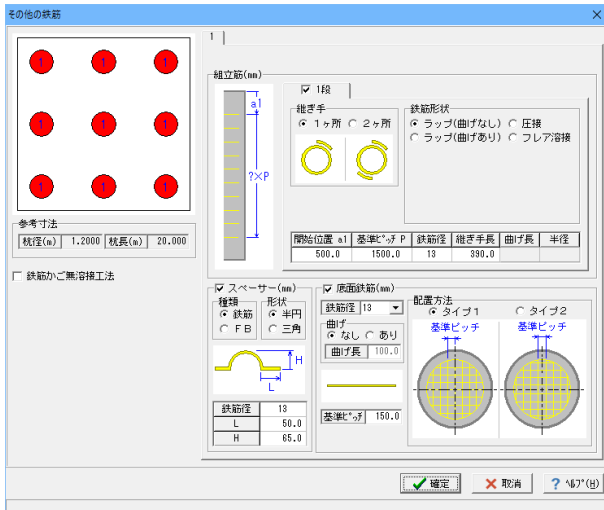 その他の鉄筋
1 1 1
1 1 1
1 1 1
参考寸法
杭径(m) 1.2000 杭長(m) 20.000
鉄筋かご無溶接工法
1
組立筋(mm)
a1
?×P
1段
継ぎ手
1ヶ所 2ヶ所
鉄筋形状
ラップ(曲げなし) 圧接
ラップ(曲げあり) フレア溶接
開始位置 a1 基準ﾋﾟｯﾁ P 鉄筋径 継ぎ手長 曲げ長 半径
500.0 1500.0 13 390.0
スペーサー(mm)
種類
鉄筋
FB
形状
半円
三角
H
L
鉄筋径 13
L 50.0
H 65.0
底面鉄筋(mm)
鉄筋径 13
曲げ
なし あり
曲げ長 100.0
基準ﾋﾟｯﾁ 150.0
配置方法
タイプ1 タイプ2
基準ピッチ 基準ピッチ
確定 取消 ? ﾍﾙﾌﾟ(H)